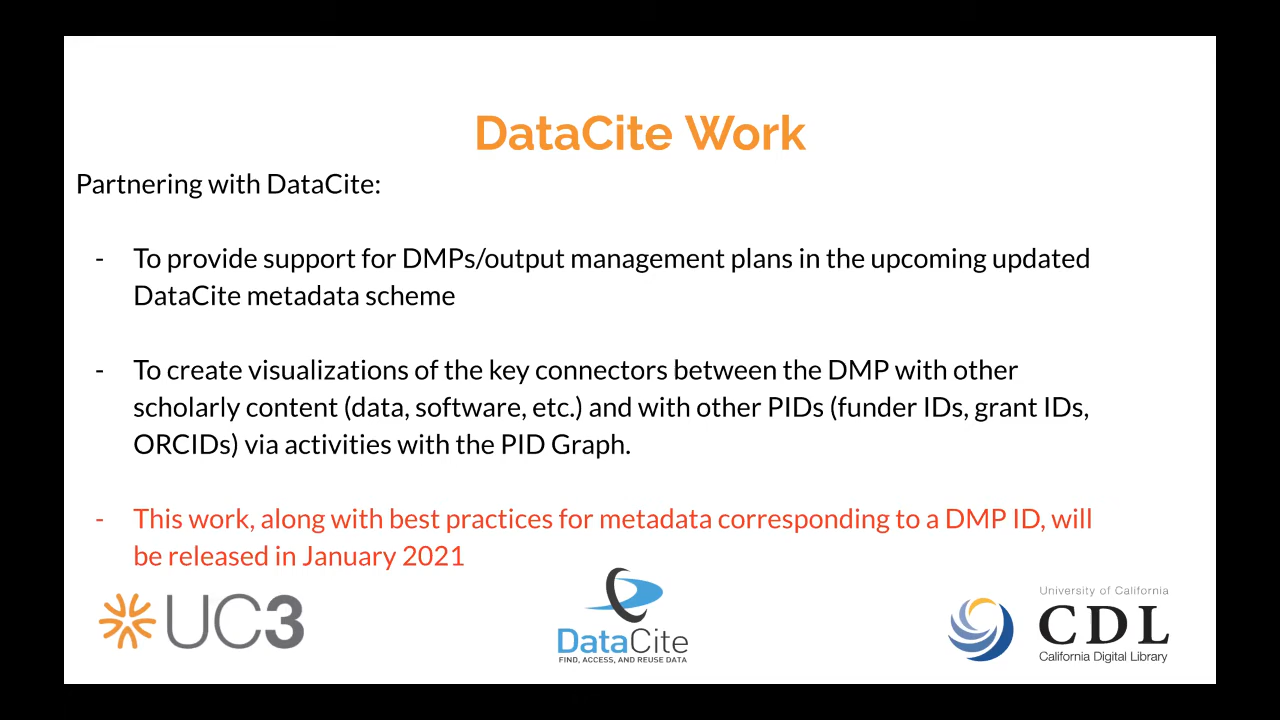 DataCite Work
Partnering with DataCite:
- To provide support for DMPs/output management plans in the upcoming updated
DataCite metadata scheme
- To create visualizations of the key connectors between the DMP with other
scholarly content (data, software, etc.) and with other PIDs (funder IDs, grant IDs,
ORCIDs) via activities with the PID Graph.
- This work, along with best practices for metadata corresponding to a DMP ID, will
be released in January 2021
UC3
DataCite
FIND, ACCESS, AND REUSE DATA
University of California
CDL
California Digital Library